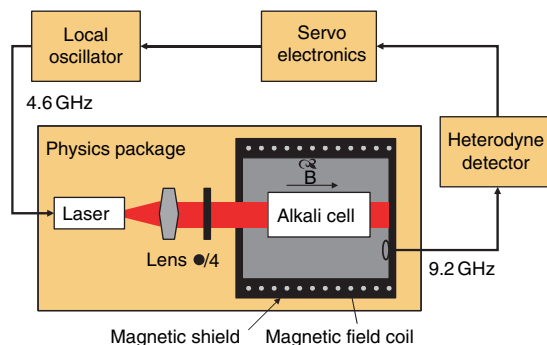 Local
oscillator
Servo
electronics
4.6 GHz
Heterodyne
detector
Physics package
B
Laser
Alkali cell
Lens ●/4
9.2 GHz
Magnetic shield
Magnetic field coil